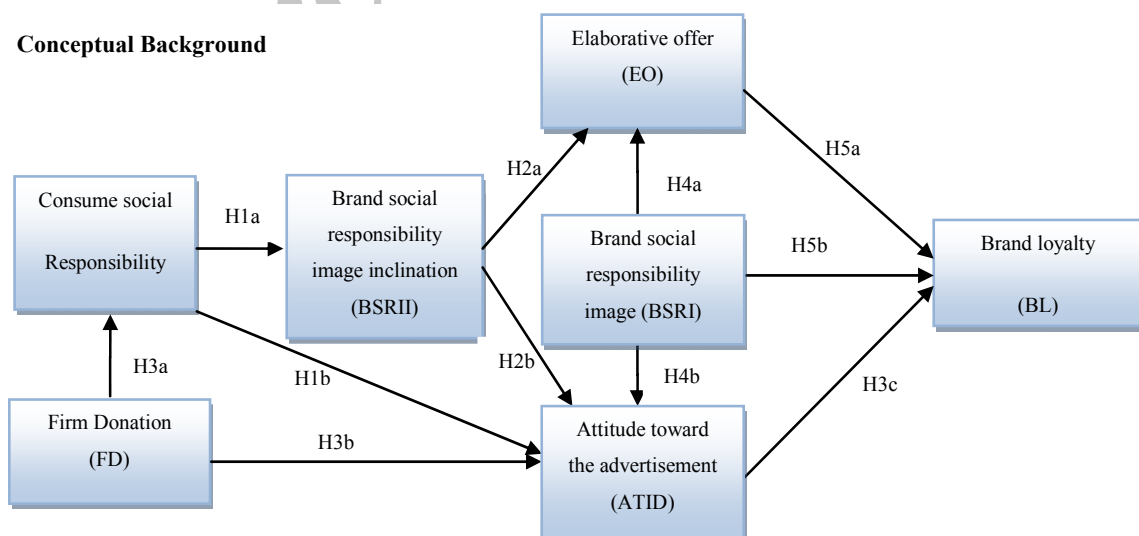 Conceptual Background
Elaborative offer
(EO)
H5a
H2a
H4a
Consume social
Responsibility
H1a
Brand social
responsibility
image inclination
(BSRII)
Brand social
responsibility
image (BSRI)
H5b
Brand loyalty
(BL)
H3a
H1b
H2b
H4b
H3c
Firm Donation
(FD)
H3b
Attitude toward
the advertisement
(ATID)